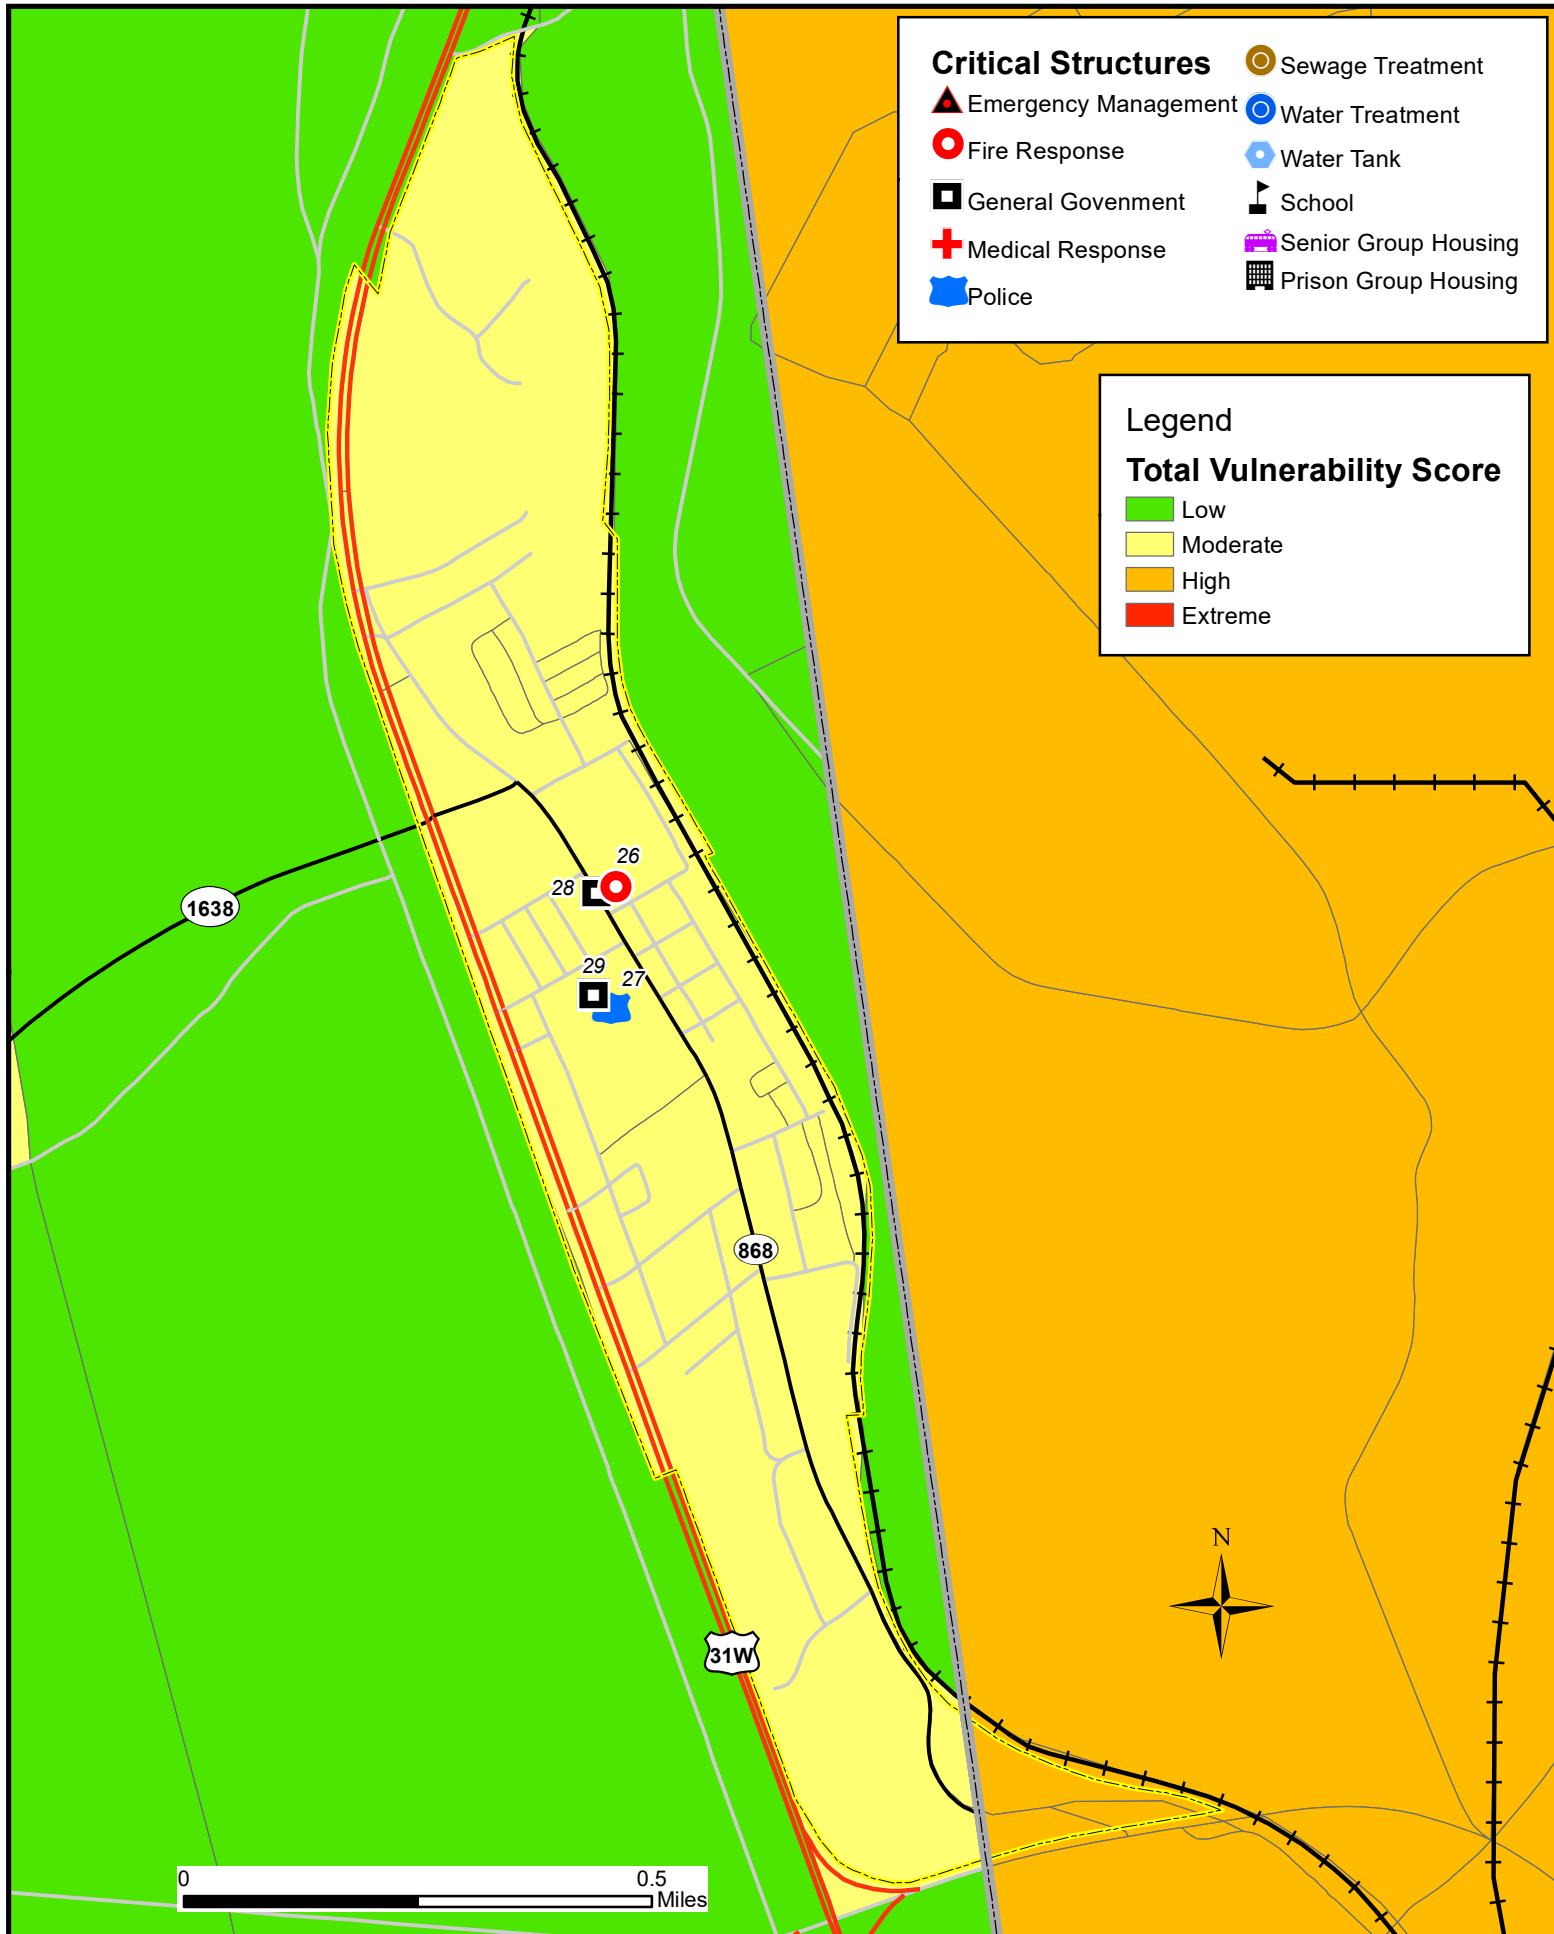 Critical Structures
Emergency Management
Fire Response
General Govenment
Medical Response
Police
Sewage Treatment
Water Treatment
Water Tank
School
Senior Group Housing
Prison Group Housing
Legend
Total Vulnerability Score
Low
Moderate
High
Extreme
26
28
1638
29
27
868
N
31W
0
0.5
Miles